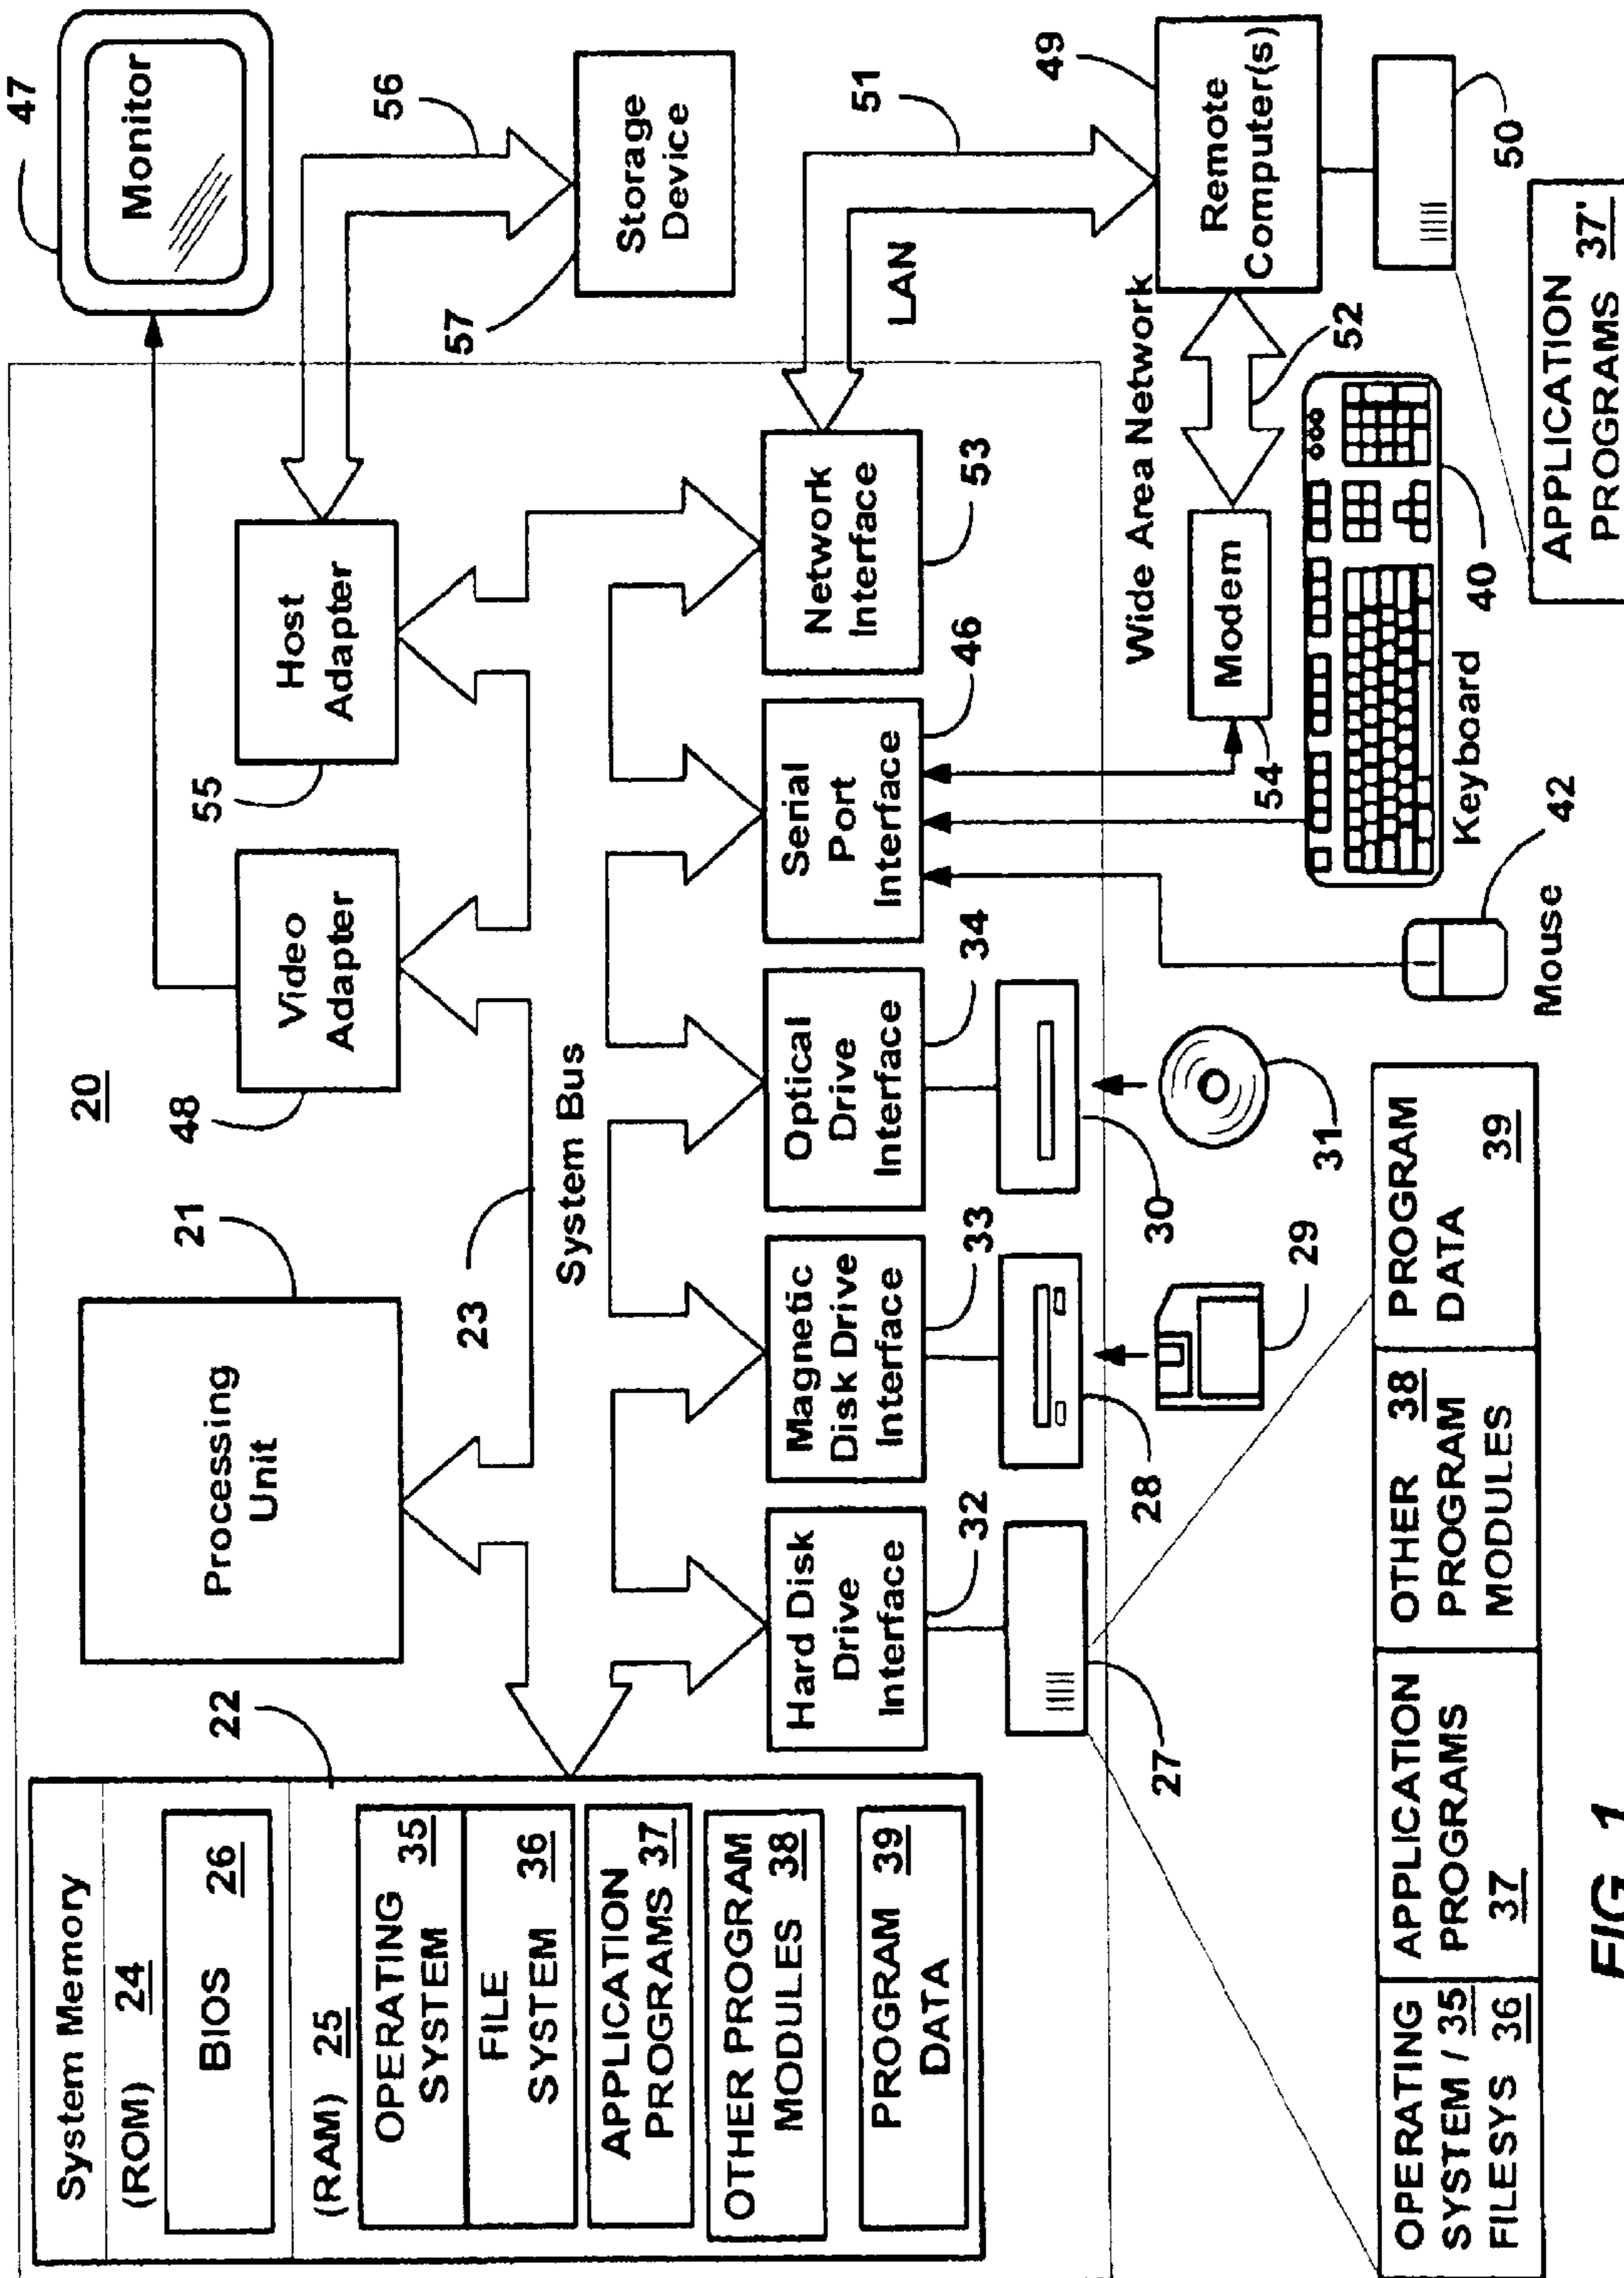 System Memory
(ROM) 24
BIOS 26
(RAM) 25
OPERATING
SYSTEM 35
FILE
SYSTEM 36
APPLICATION
PROGRAMS 37
OTHER PROGRAM
MODULES 38
PROGRAM 39
DATA
22
Processing
Unit
21
20
Video
Adapter
48
Host
Adapter
55
47
Monitor
56
Storage
Device
57
23
System Bus
Hard Disk
Drive
Interface
32
Magnetic
Disk Drive
Interface
33
Optical
Drive
Interface
34
Serial
Port
Interface
46
Network
Interface
53
LAN
51
27
28
29
30
31
Wide Area Network
Modem
54
52
Remote
Computer(s)
49
50
Keyboard
40
Mouse
42
OPERATING
SYSTEM / 35
FILESYS 36
APPLICATION
PROGRAMS
37
OTHER 38
PROGRAM
MODULES
PROGRAM
DATA
39
APPLICATION
PROGRAMS 37'
FIG. 1